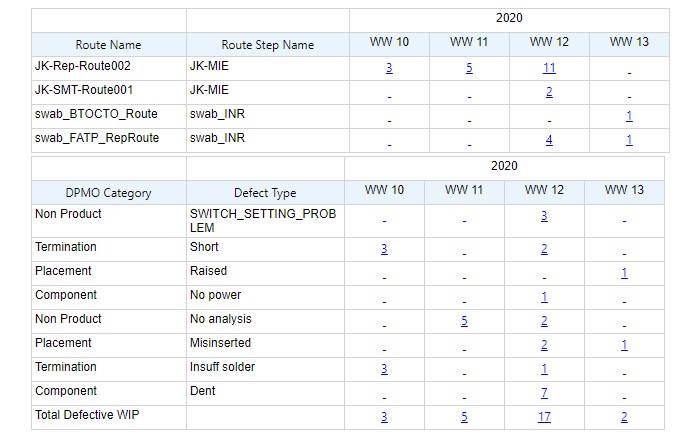 2020
Route Name Route Step Name WW 10 WW 11 WW 12 WW 13
JK-Rep-Route002 JK-MIE 3 5 11 -
JK-SMT-Route001 JK-MIE - - 2 -
swab_BTOCTO_Route swab_INR - - - 1
swab_FATP_RepRoute swab_INR - - 4 1
2020
DPMO Category Defect Type WW 10 WW 11 WW 12 WW 13
Non Product SWITCH_SETTING_PROB - - 3 -
LEM
Termination Short 3 - 2 -
Placement Raised - - - 1
Component No power - - 1 -
Non Product No analysis - 5 2 -
Placement Misinserted - - 2 1
Termination Insuff solder 3 - 1 -
Component Dent - - 7 -
Total Defective WIP 3 5 17 2